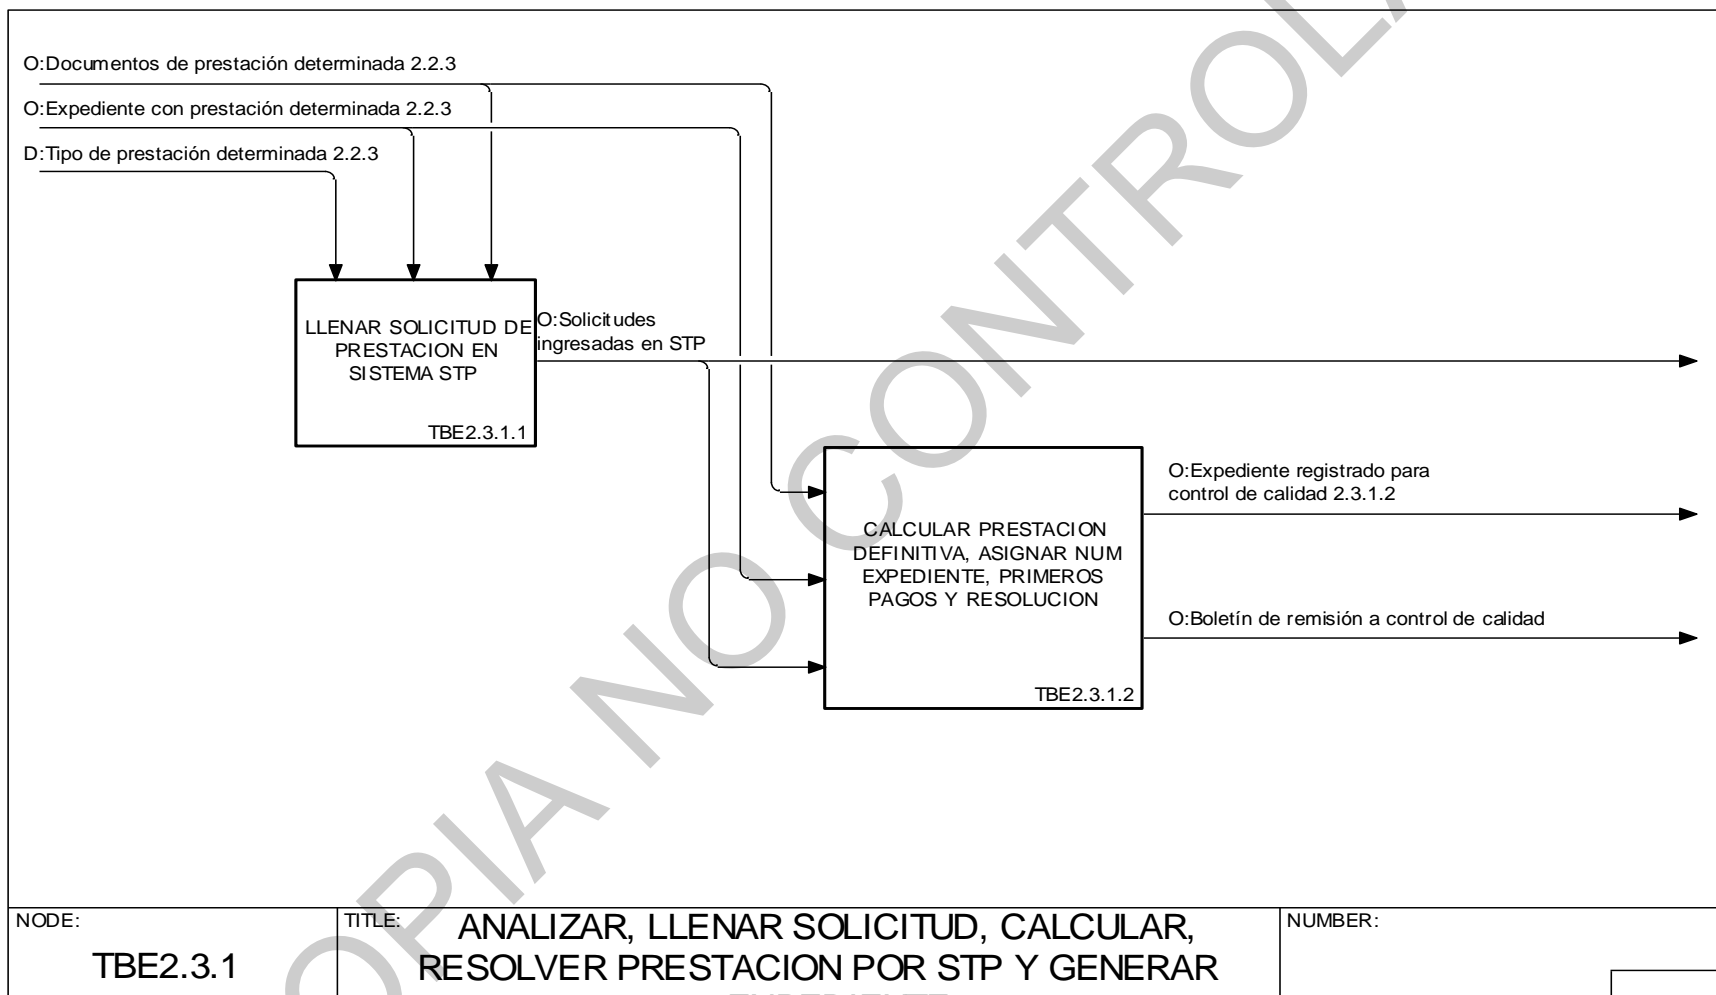 O:Documentos de prestación determinada 2.2.3
O:Expediente con prestación determinada 2.2.3
D:Tipo de prestación determinada 2.2.3
LLENAR SOLICITUD DE
PRESTACION EN
SISTEMA STP
TBE2.3.1.1
O:Solicitudes
ingresadas en STP
CALCULAR PRESTACION
DEFINITIVA, ASIGNAR NUM
EXPEDIENTE, PRIMEROS
PAGOS Y RESOLUCION
TBE2.3.1.2
O:Expediente registrado para
control de calidad 2.3.1.2
O:Boletín de remisión a control de calidad
OPIA NO CONTROLA
NODE:
TBE2.3.1
TITLE:
ANALIZAR, LLENAR SOLICITUD, CALCULAR,
RESOLVER PRESTACION POR STP Y GENERAR
NUMBER: